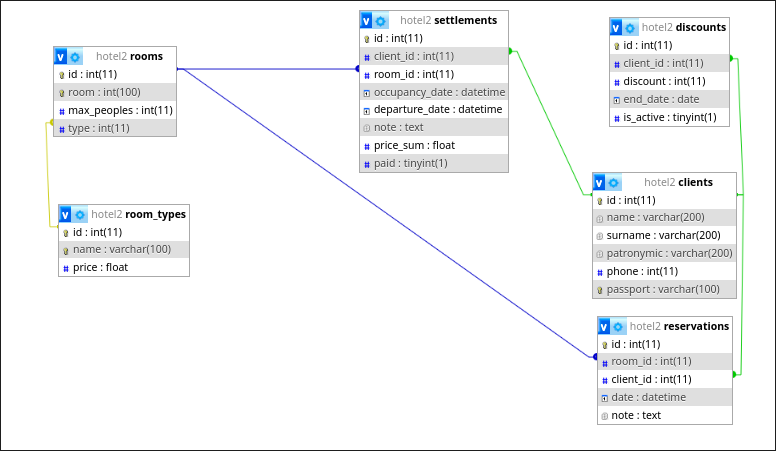 hotel2 rooms
id : int(11)
room : int(100)
max_peoples : int(11)
type : int(11)
hotel2 room_types
id : int(11)
name : varchar(100)
price : float
hotel2 settlements
id : int(11)
client_id : int(11)
room_id : int(11)
occupancy_date : datetime
departure_date : datetime
note : text
price_sum : float
paid : tinyint(1)
hotel2 discounts
id : int(11)
client_id : int(11)
discount : int(11)
end_date : date
is_active : tinyint(1)
hotel2 clients
id : int(11)
name : varchar(200)
surname : varchar(200)
patronymic : varchar(200)
phone : int(11)
passport : varchar(100)
hotel2 reservations
id : int(11)
room_id : int(11)
client_id : int(11)
date : datetime
note : text